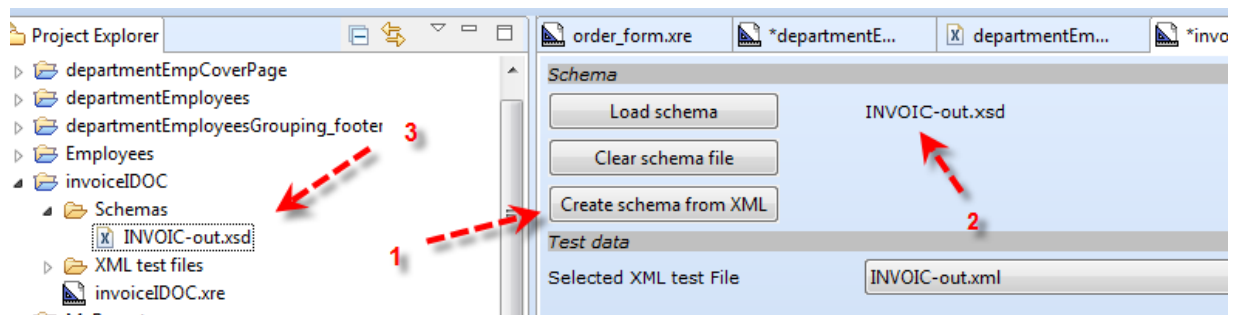 Project Explorer
departmentEmpCoverPage
departmentEmployees
departmentEmployeesGrouping_footer
Employees
invoiceIDOC
Schemas
INVOIC-out.xsd
XML test files
invoiceIDOC.xre
3
1
order_form.xre
*departmentE...
departmentEm...
*invo
Schema
Load schema
INVOIC-out.xsd
Clear schema file
Create schema from XML
2
Test data
Selected XML test File
INVOIC-out.xml